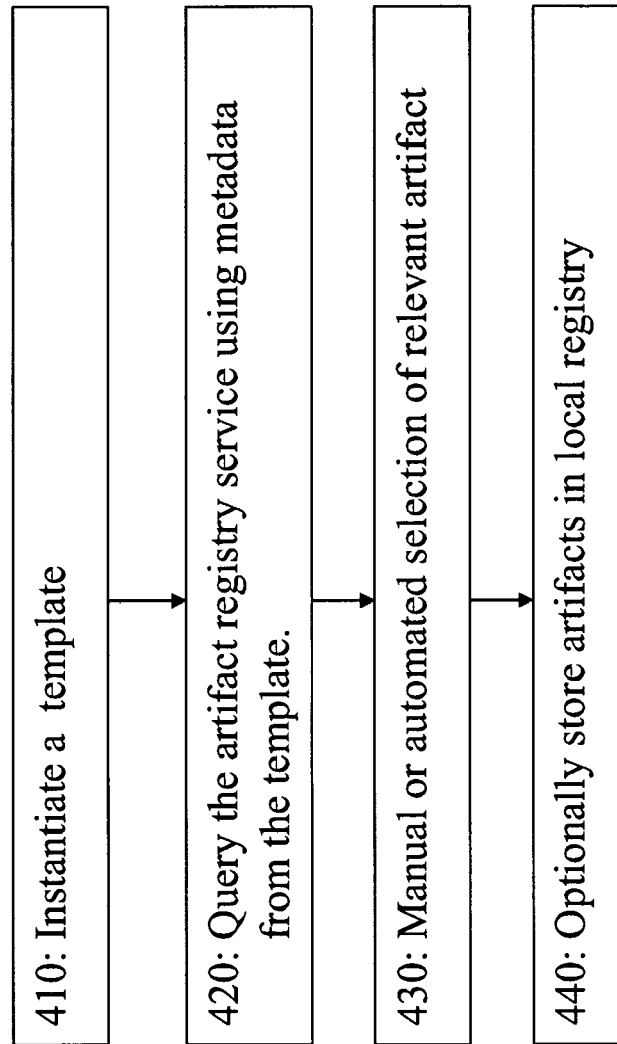 410: Instantiate a template
420: Query the artifact registry service using metadata
from the template.
430: Manual or automated selection of relevant artifact
440: Optionally store artifacts in local registry